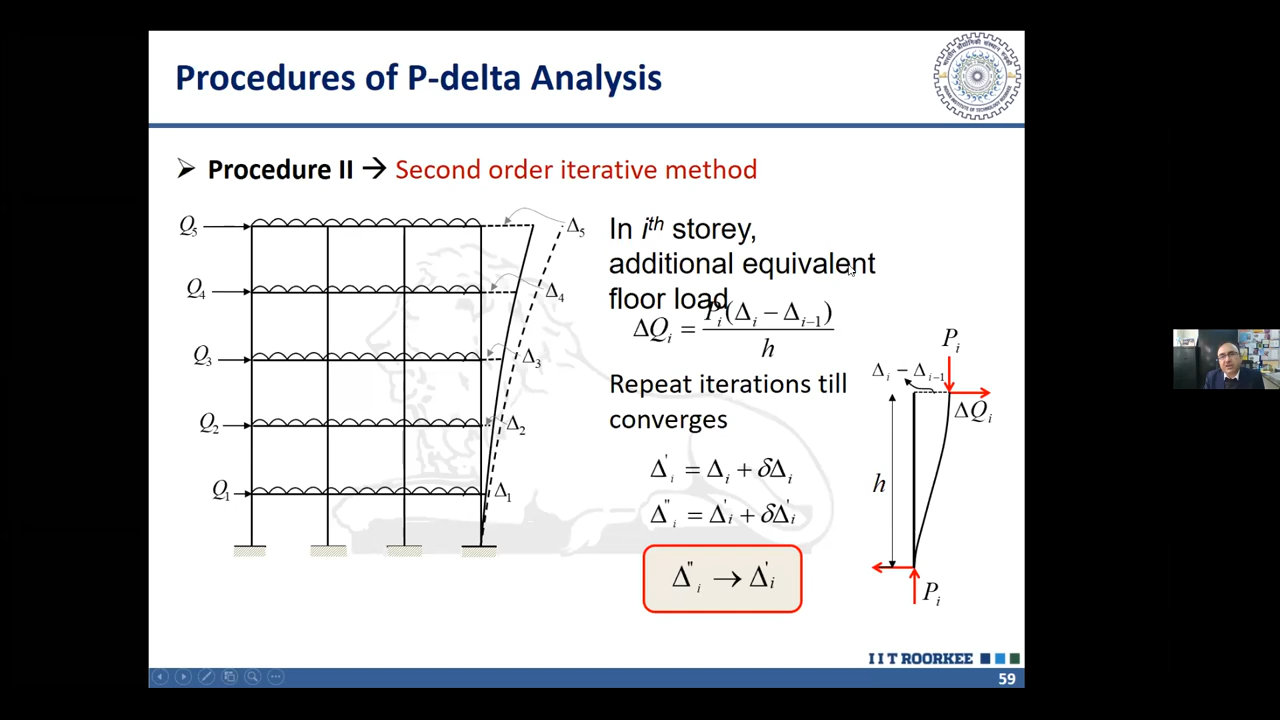 Procedures of P-delta Analysis
➢ Procedure II → Second order iterative method
Q₅
Q₄
Q₃
Q₂
Q₁
Δ₅
Δ₄
Δ₃
Δ₂
Δ₁
In iᵗʰ storey,
additional equivalent
floor load
ΔQᵢ = Pᵢ(Δᵢ − Δᵢ₋₁) / h
Repeat iterations till
converges
Δ'ᵢ = Δᵢ + δΔᵢ
Δ''ᵢ = Δ'ᵢ + δΔ'ᵢ
Δ''ᵢ → Δ'ᵢ
Pᵢ
Δᵢ − Δᵢ₋₁
ΔQᵢ
h
Pᵢ
I I T ROORKEE
59